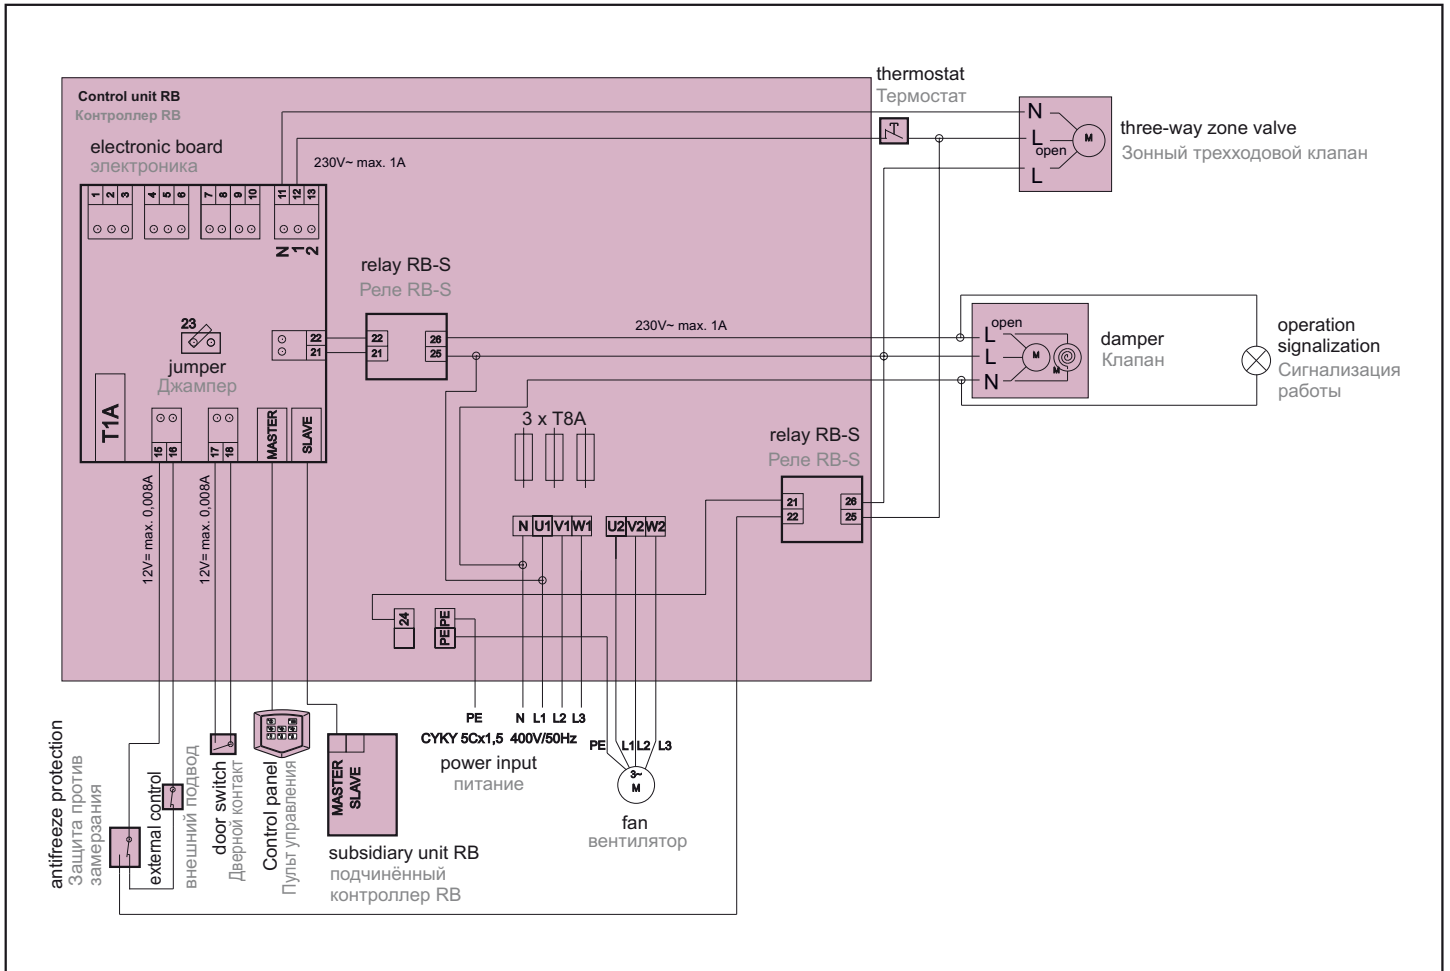 Control unit RB
Контроллер RB
electronic board
электроника
230V~ max. 1A
1 2 3 4 5 6 7 8 9 10 11 12 13
N 1 2
thermostat
Термостат
N
L
open
L
M
three-way zone valve
Зонный трехходовой клапан
relay RB-S
Реле RB-S
23
jumper
Джампер
22
21
22
21
26
25
230V~ max. 1A
L
open
L
N
M
M
damper
Клапан
operation
signalization
Сигнализация
работы
T1A
15 16
17 18
MASTER
SLAVE
3 x T8A
relay RB-S
Реле RB-S
21
22
26
25
N U1 V1 W1
U2 V2 W2
12V= max. 0,008A
12V= max. 0,008A
24
PE
PE
PE N L1 L2 L3
CYKY 5Cx1,5 400V/50Hz
power input
питание
PE L1 L2 L3
3~
M
fan
вентилятор
antifreeze protection
Защита против
замерзания
external control
внешний подвод
door switch
Дверной контакт
Control panel
Пульт управления
MASTER
SLAVE
subsidiary unit RB
подчинённый
контроллер RB